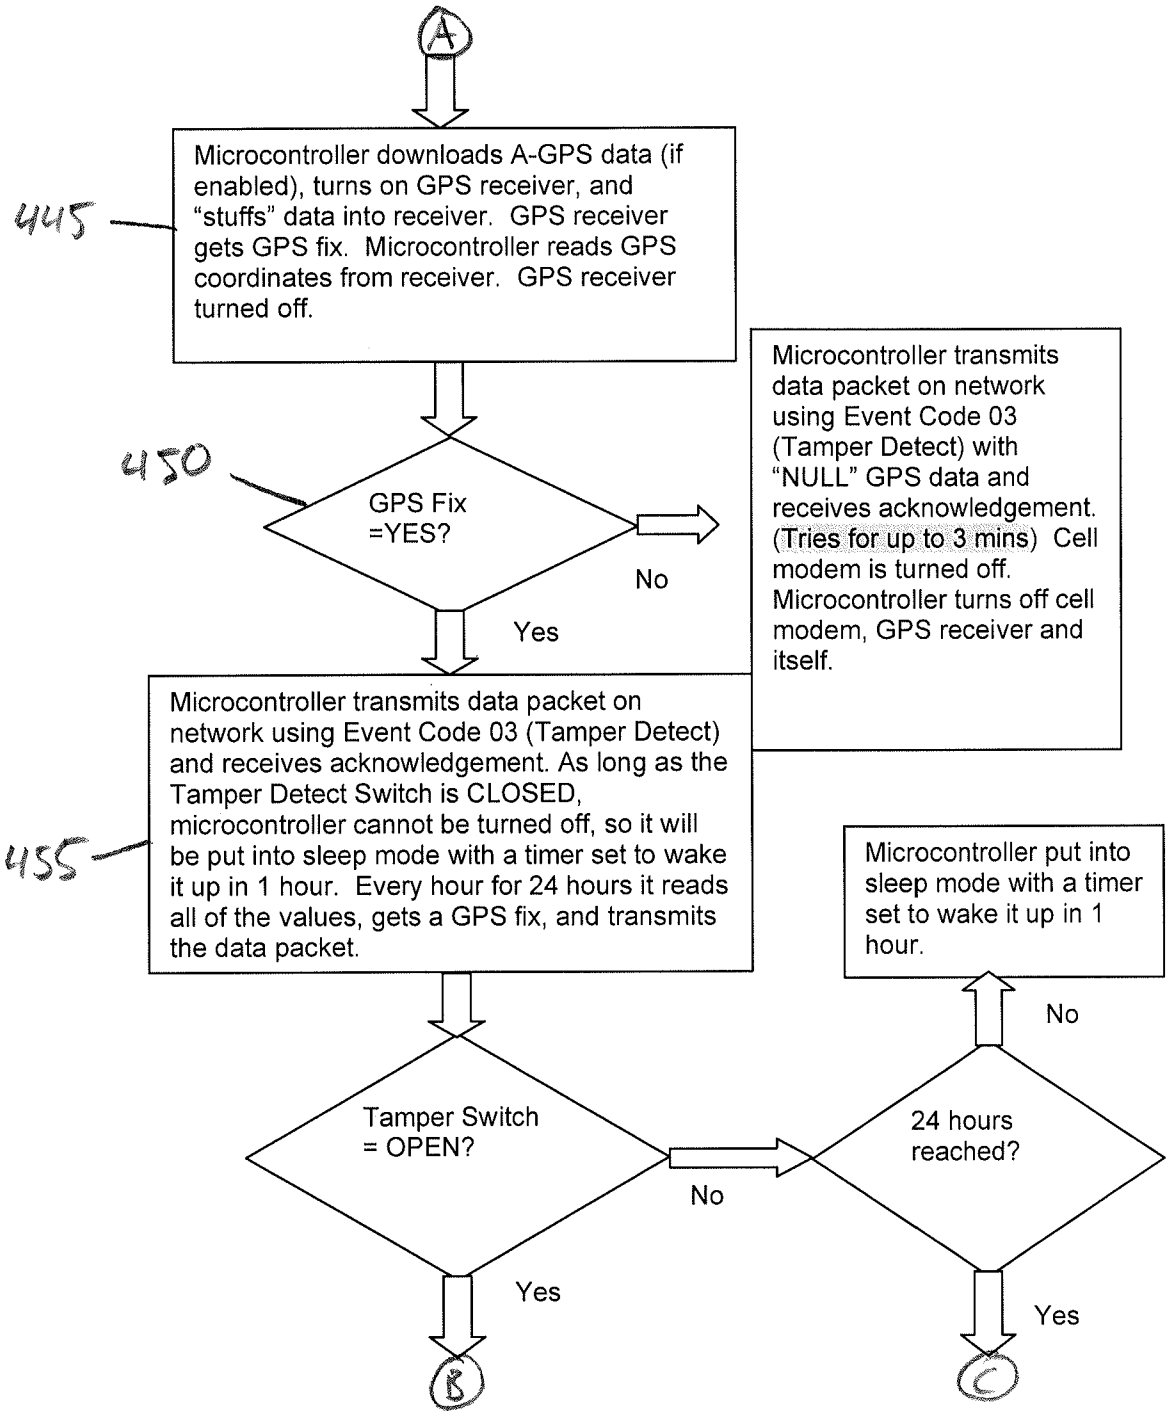 A
Microcontroller downloads A-GPS data (if
enabled), turns on GPS receiver, and
“stuffs” data into receiver.  GPS receiver
gets GPS fix.  Microcontroller reads GPS
coordinates from receiver.  GPS receiver
turned off.
445
Microcontroller transmits
data packet on network
using Event Code 03
(Tamper Detect) with
“NULL” GPS data and
receives acknowledgement.
(Tries for up to 3 mins)  Cell
modem is turned off.
Microcontroller turns off cell
modem, GPS receiver and
itself.
450
GPS Fix
=YES?
No
Yes
Microcontroller transmits data packet on
network using Event Code 03 (Tamper Detect)
and receives acknowledgement. As long as the
Tamper Detect Switch is CLOSED,
microcontroller cannot be turned off, so it will
be put into sleep mode with a timer set to wake
it up in 1 hour.  Every hour for 24 hours it reads
all of the values, gets a GPS fix, and transmits
the data packet.
455
Microcontroller put into
sleep mode with a timer
set to wake it up in 1
hour.
No
Tamper Switch
= OPEN?
No
24 hours
reached?
Yes
Yes
B
C